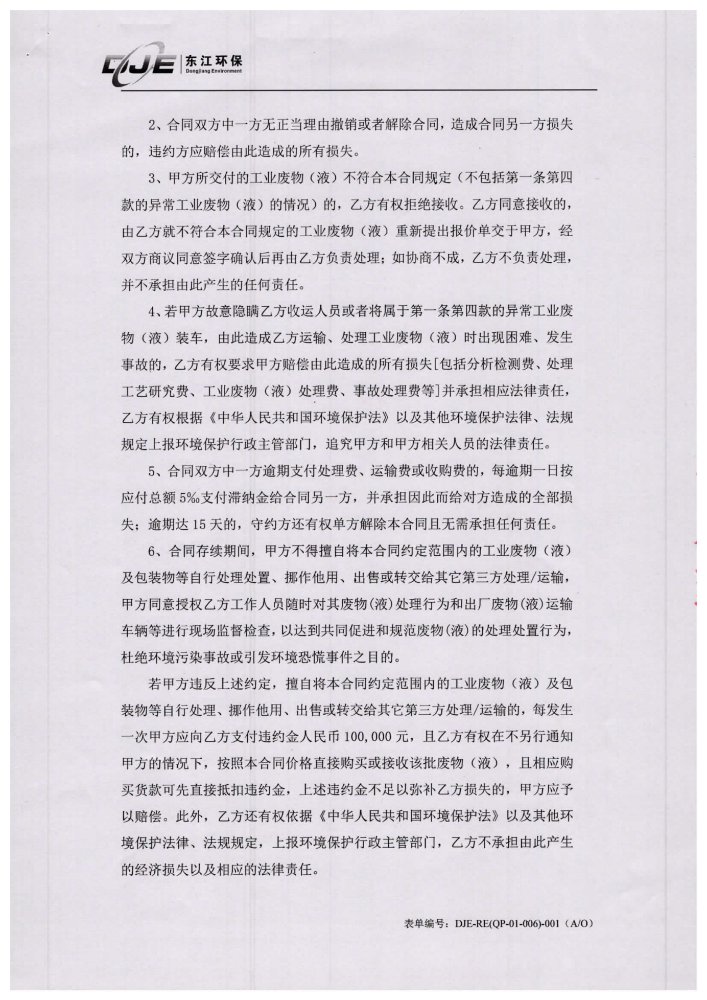 DJE
东江环保
Dongjiang Environment
2、合同双方中一方无正当理由撤销或者解除合同，造成合同另一方损失
的，违约方应赔偿由此造成的所有损失。
3、甲方所交付的工业废物（液）不符合本合同规定（不包括第一条第四
款的异常工业废物（液）的情况）的，乙方有权拒绝接收。乙方同意接收的，
由乙方就不符合本合同规定的工业废物（液）重新提出报价单交于甲方，经
双方商议同意签字确认后再由乙方负责处理；如协商不成，乙方不负责处理，
并不承担由此产生的任何责任。
4、若甲方故意隐瞒乙方收运人员或者将属于第一条第四款的异常工业废
物（液）装车，由此造成乙方运输、处理工业废物（液）时出现困难、发生
事故的，乙方有权要求甲方赔偿由此造成的所有损失[包括分析检测费、处理
工艺研究费、工业废物（液）处理费、事故处理费等]并承担相应法律责任，
乙方有权根据《中华人民共和国环境保护法》以及其他环境保护法律、法规
规定上报环境保护行政主管部门，追究甲方和甲方相关人员的法律责任。
5、合同双方中一方逾期支付处理费、运输费或收购费的，每逾期一日按
应付总额 5‰支付滞纳金给合同另一方，并承担因此而给对方造成的全部损
失；逾期达 15 天的，守约方还有权单方解除本合同且无需承担任何责任。
6、合同存续期间，甲方不得擅自将本合同约定范围内的工业废物（液）
及包装物等自行处理处置、挪作他用、出售或转交给其它第三方处理/运输，
甲方同意授权乙方工作人员随时对其废物(液)处理行为和出厂废物(液)运输
车辆等进行现场监督检查，以达到共同促进和规范废物(液)的处理处置行为，
杜绝环境污染事故或引发环境恐慌事件之目的。
若甲方违反上述约定，擅自将本合同约定范围内的工业废物（液）及包
装物等自行处理、挪作他用、出售或转交给其它第三方处理/运输的，每发生
一次甲方应向乙方支付违约金人民币 100,000 元，且乙方有权在不另行通知
甲方的情况下，按照本合同价格直接购买或接收该批废物（液），且相应购
买货款可先直接抵扣违约金，上述违约金不足以弥补乙方损失的，甲方应予
以赔偿。此外，乙方还有权依据《中华人民共和国环境保护法》以及其他环
境保护法律、法规规定，上报环境保护行政主管部门，乙方不承担由此产生
的经济损失以及相应的法律责任。
表单编号：DJE-RE(QP-01-006)-001（A/O）